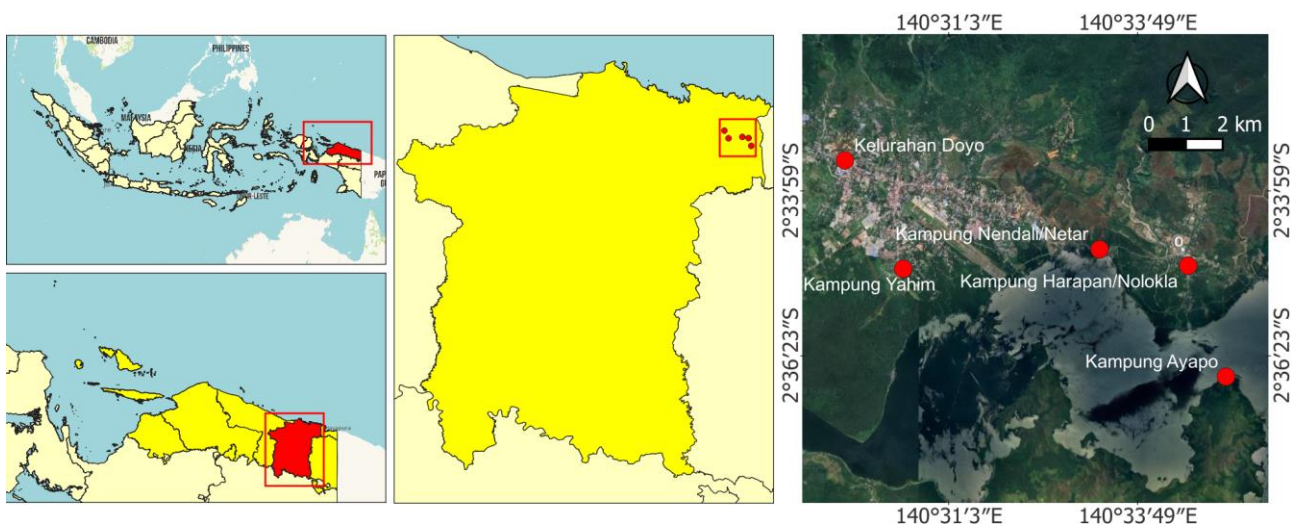 CAMBODIA
PHILIPPINES
MALAYSIA
140°31′3″E
140°33′49″E
0 1 2 km
Kelurahan Doyo
2°33′59″S
2°33′59″S
Kampung Nendali/Netar
Kampung Yahim
Kampung Harapan/Nolokla
2°36′23″S
2°36′23″S
Kampung Ayapo
140°31′3″E
140°33′49″E